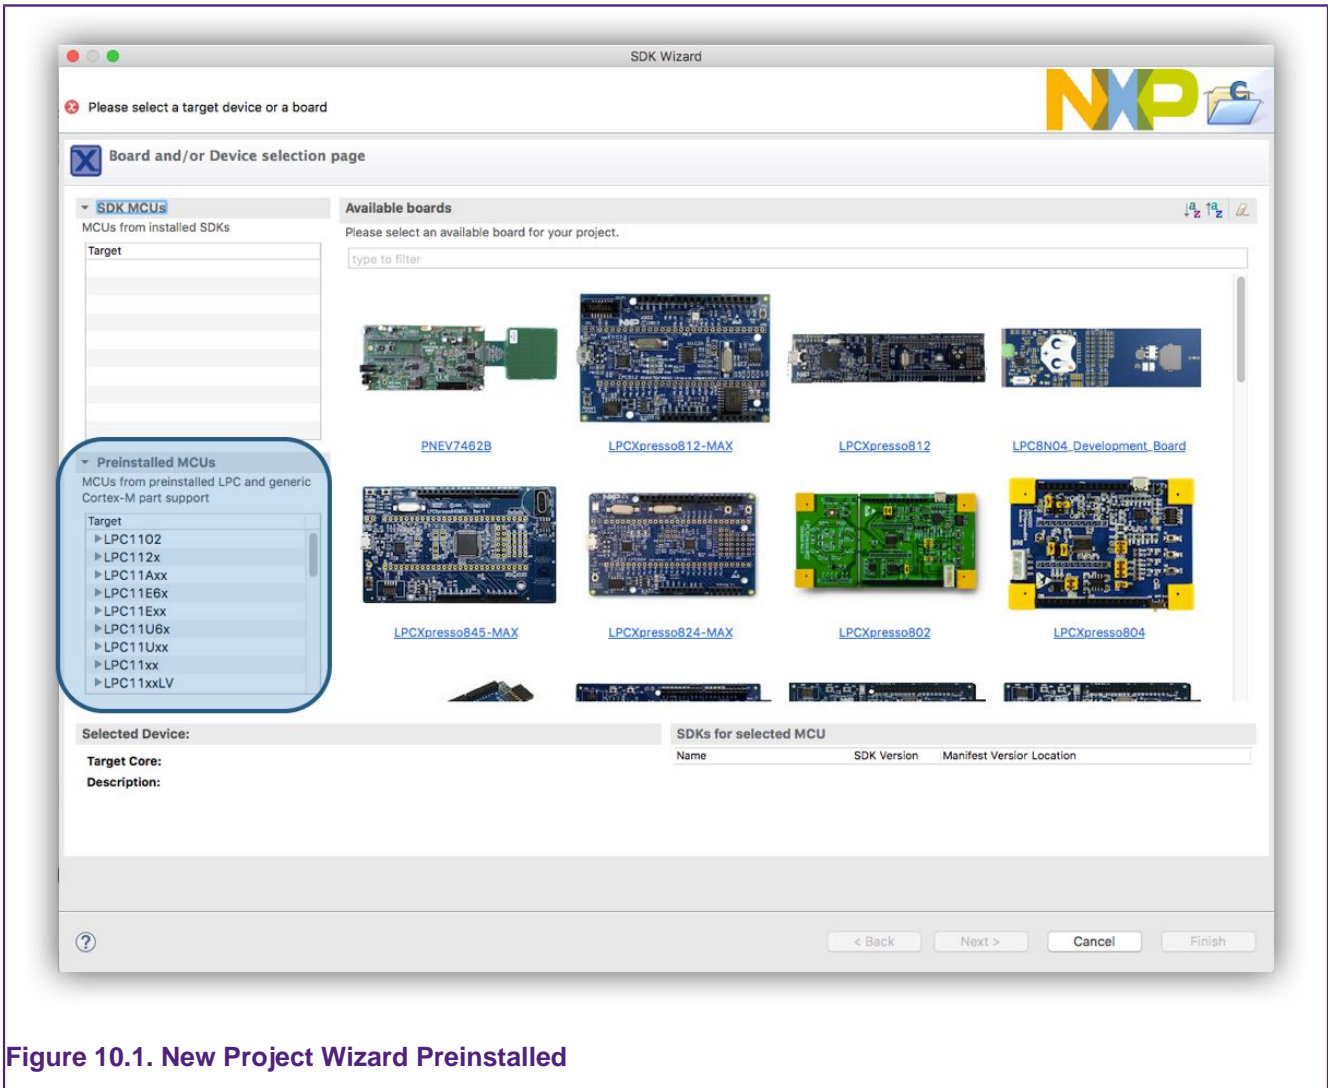 SDK Wizard
Please select a target device or a board
NXP
C
Board and/or Device selection page
SDK MCUs
MCUs from installed SDKs
Target
Available boards
Please select an available board for your project.
type to filter
PNEV7462B
LPCXpresso812-MAX
LPCXpresso812
LPC8N04_Development_Board
Preinstalled MCUs
MCUs from preinstalled LPC and generic
Cortex-M part support
Target
LPC1102
LPC112x
LPC11Axx
LPC11E6x
LPC11Exx
LPC11U6x
LPC11Uxx
LPC11xx
LPC11xxLV
LPCXpresso845-MAX
LPCXpresso824-MAX
LPCXpresso802
LPCXpresso804
Selected Device:
Target Core:
Description:
SDKs for selected MCU
Name SDK Version Manifest Versior Location
?
< Back Next > Cancel Finish
Figure 10.1. New Project Wizard Preinstalled